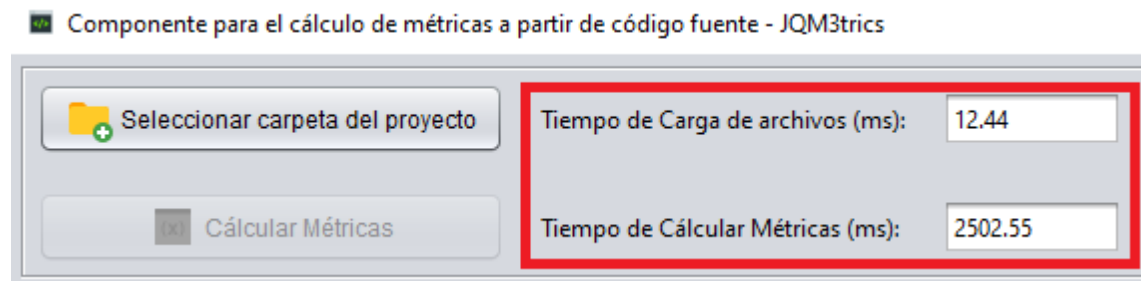 Componente para el cálculo de métricas a partir de código fuente - JQM3trics
Seleccionar carpeta del proyecto
Tiempo de Carga de archivos (ms): 12.44
(x) Cálcular Métricas
Tiempo de Cálcular Métricas (ms): 2502.55